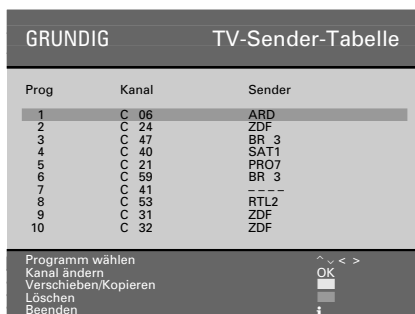 GRUNDIG TV-Sender-Tabelle
Prog Kanal Sender
1 C 06 ARD
2 C 24 ZDF
3 C 47 BR 3
4 C 40 SAT1
5 C 21 PRO7
6 C 59 BR 3
7 C 41 – – – –
8 C 53 RTL2
9 C 31 ZDF
10 C 32 ZDF
Programm wählen ^ ⌄ < >
Kanal ändern OK
Verschieben/Kopieren
Löschen
Beenden i